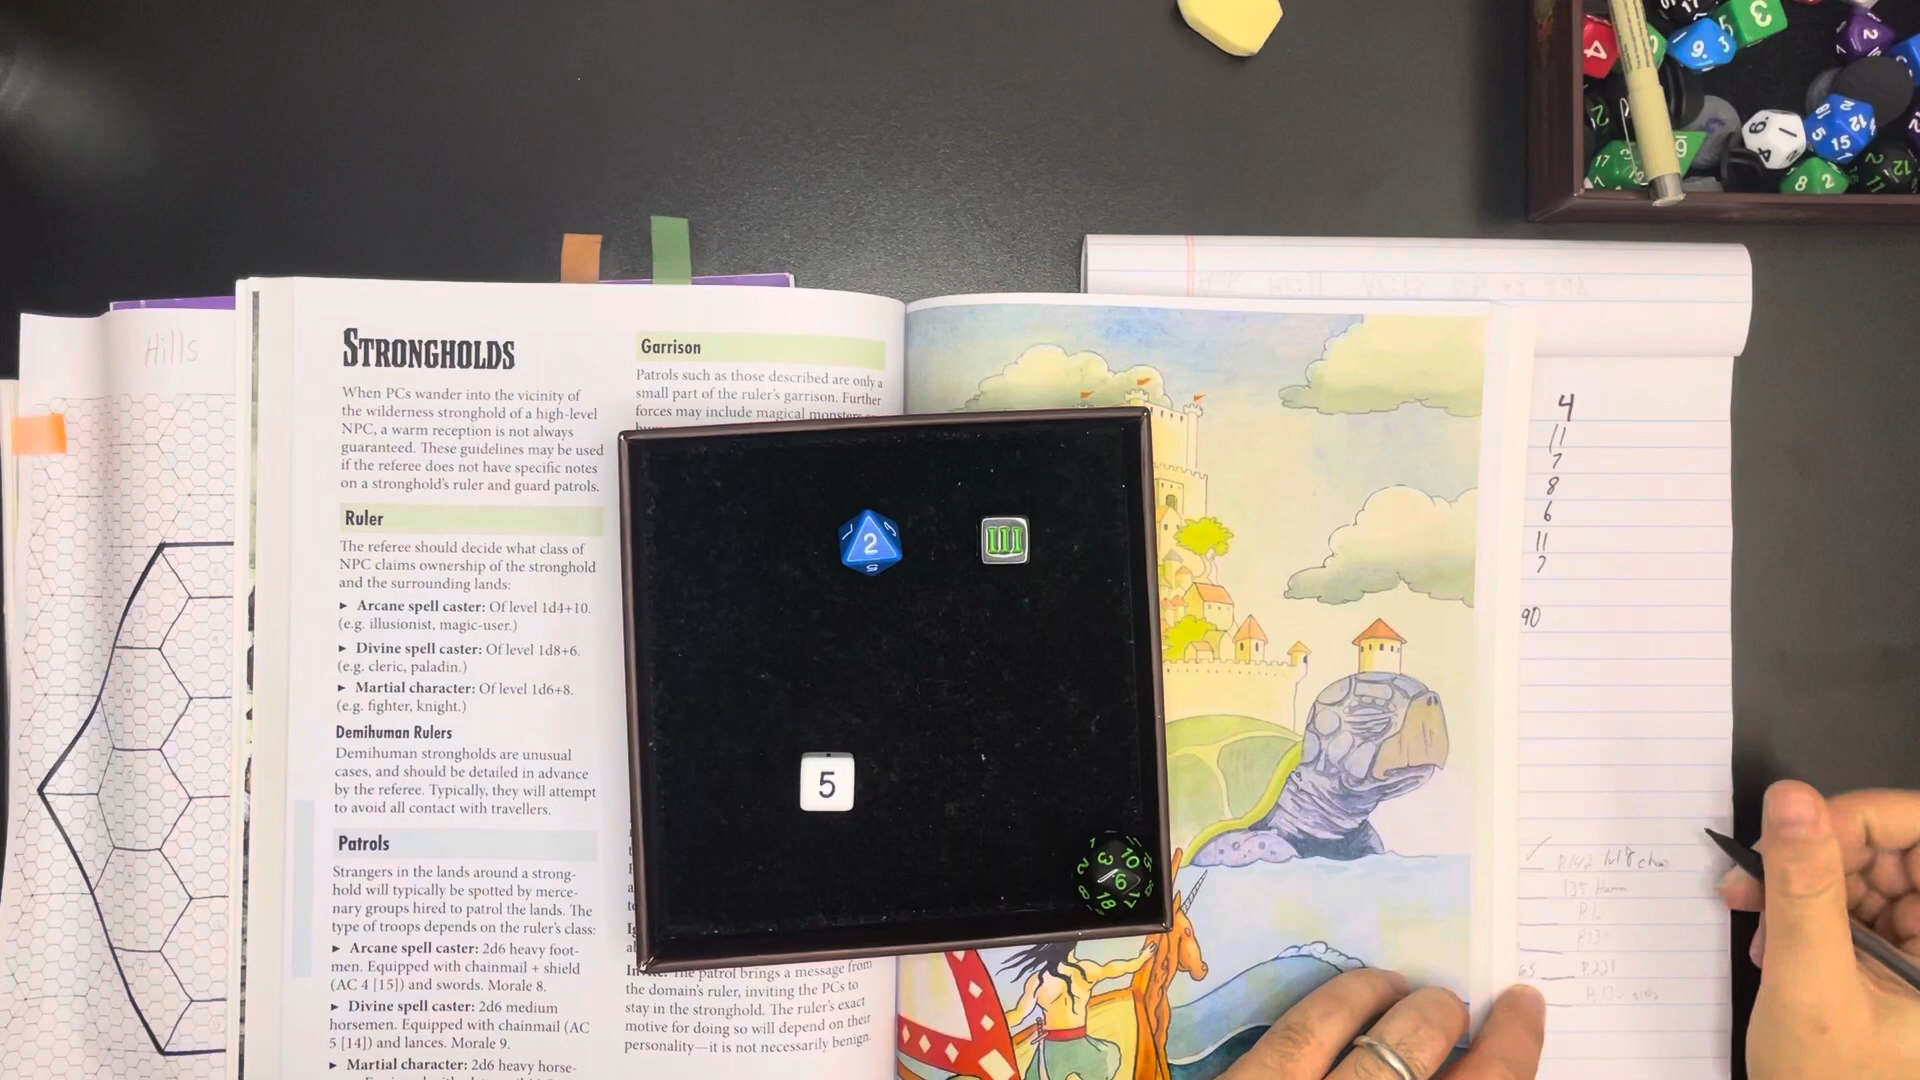 Hills
STRONGHOLDS
When PCs wander into the vicinity of
the wilderness stronghold of a high-level
NPC, a warm reception is not always
guaranteed. These guidelines may be used
if the referee does not have specific notes
on a stronghold's ruler and guard patrols.
Ruler
The referee should decide what class of
NPC claims ownership of the stronghold
and the surrounding lands:
► Arcane spell caster: Of level 1d4+10.
(e.g. illusionist, magic-user.)
► Divine spell caster: Of level 1d8+6.
(e.g. cleric, paladin.)
► Martial character: Of level 1d6+8.
(e.g. fighter, knight.)
Demihuman Rulers
Demihuman strongholds are unusual
cases, and should be detailed in advance
by the referee. Typically, they will attempt
to avoid all contact with travellers.
Patrols
Strangers in the lands around a strong-
hold will typically be spotted by merce-
nary groups hired to patrol the lands. The
type of troops depends on the ruler's class:
► Arcane spell caster: 2d6 heavy foot-
men. Equipped with chainmail + shield
(AC 4 [15]) and swords. Morale 8.
► Divine spell caster: 2d6 medium
horsemen. Equipped with chainmail (AC
5 [14]) and lances. Morale 9.
► Martial character: 2d6 heavy horse-
Garrison
Patrols such as those described are only a
small part of the ruler's garrison. Further
forces may include magical monsters
Invite: The patrol brings a message from
the domain's ruler, inviting the PCs to
stay in the stronghold. The ruler's exact
motive for doing so will depend on their
personality—it is not necessarily benign.
2
III
5
3
10
9
18
17
8
2
4
11
7
8
6
11
7
90
65